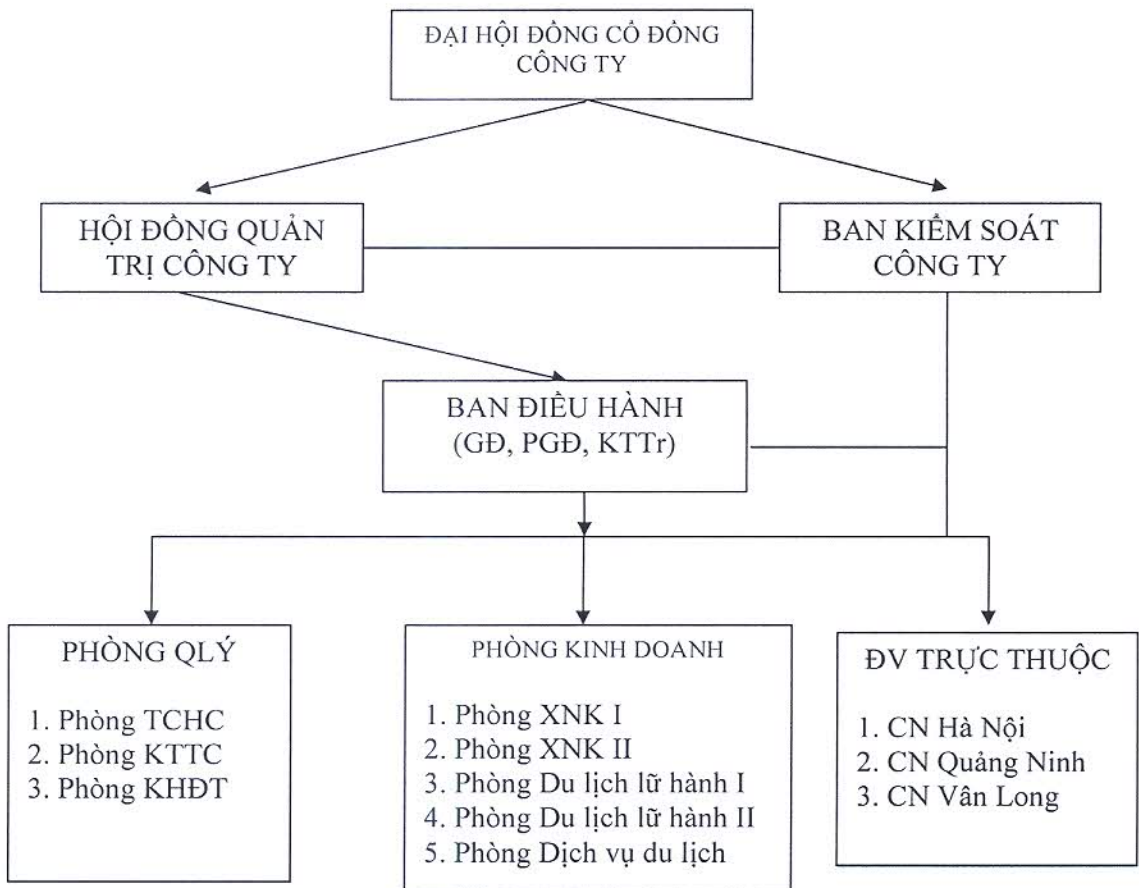 ĐẠI HỘI ĐỒNG CỔ ĐÔNG
CÔNG TY
HỘI ĐỒNG QUẢN
TRỊ CÔNG TY
BAN KIỂM SOÁT
CÔNG TY
BAN ĐIỀU HÀNH
(GĐ, PGĐ, KTTr)
PHÒNG QLÝ
1. Phòng TCHC
2. Phòng KTTC
3. Phòng KHĐT
PHÒNG KINH DOANH
1. Phòng XNK I
2. Phòng XNK II
3. Phòng Du lịch lữ hành I
4. Phòng Du lịch lữ hành II
5. Phòng Dịch vụ du lịch
ĐV TRỰC THUỘC
1. CN Hà Nội
2. CN Quảng Ninh
3. CN Vân Long